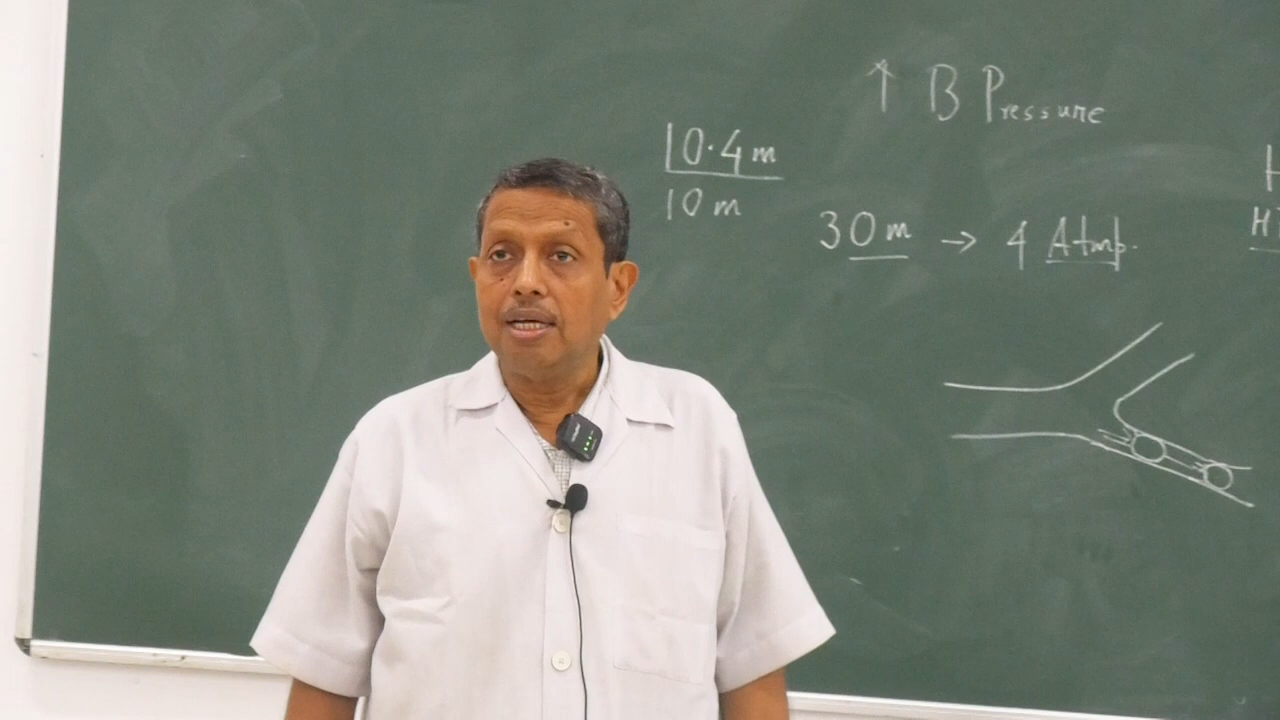 ↑ B Pressure
10.4 m
10 m
30 m → 4 Atmp.
H